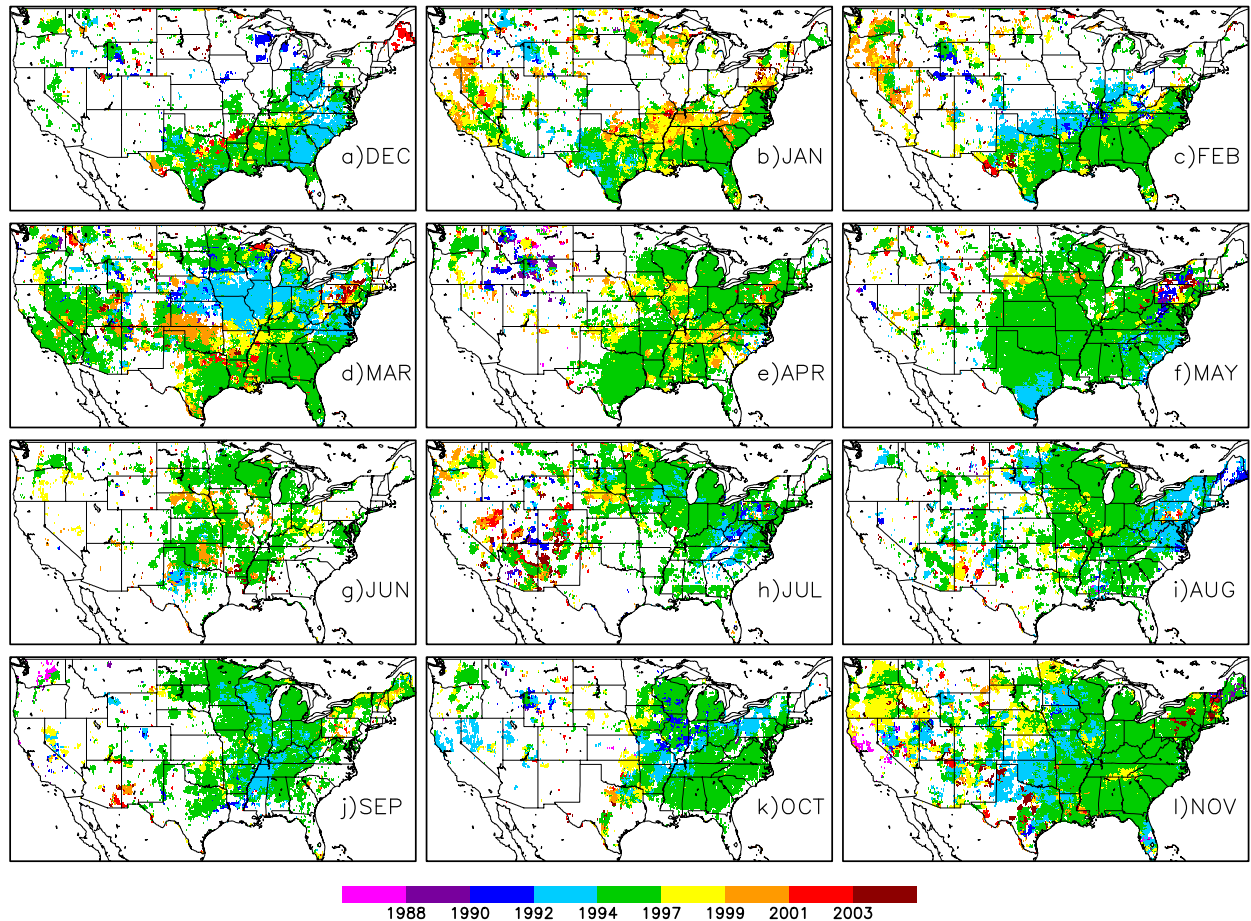 a)DEC
b)JAN
c)FEB
d)MAR
e)APR
f)MAY
g)JUN
h)JUL
i)AUG
j)SEP
k)OCT
l)NOV
1988 1990 1992 1994 1997 1999 2001 2003